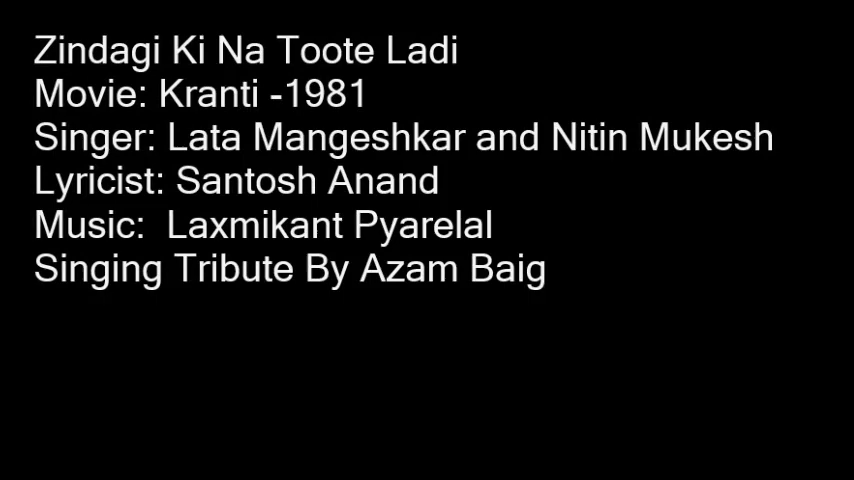 Zindagi Ki Na Toote Ladi
Movie: Kranti -1981
Singer: Lata Mangeshkar and Nitin Mukesh
Lyricist: Santosh Anand
Music:  Laxmikant Pyarelal
Singing Tribute By Azam Baig